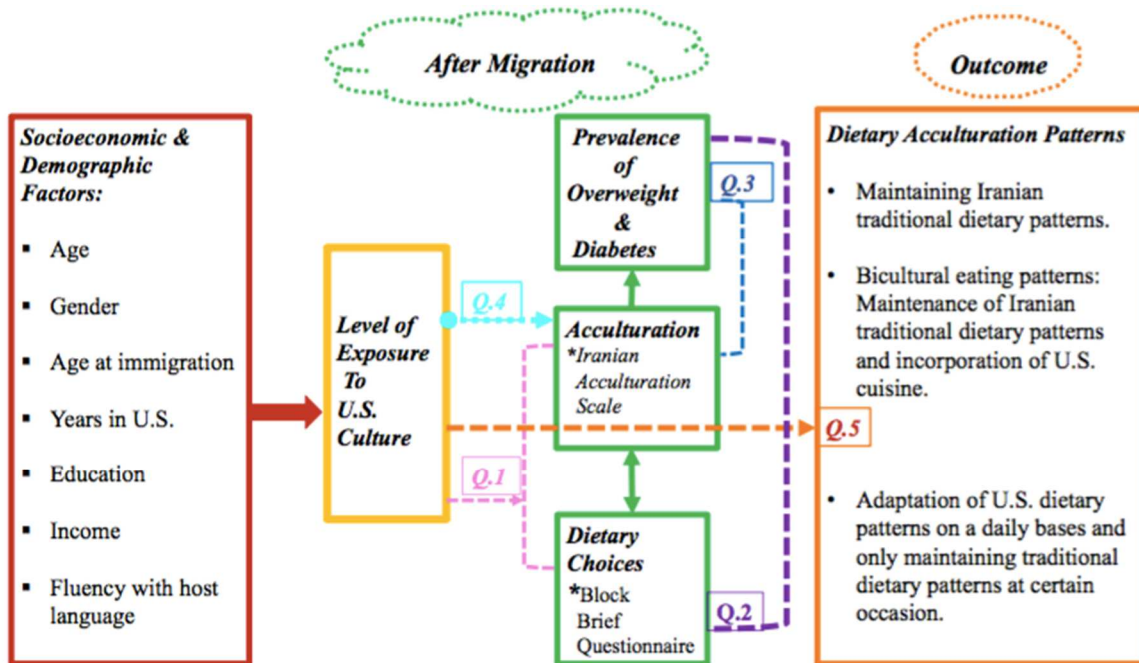 After Migration
Outcome
Socioeconomic &
Demographic
Factors:
▪ Age
▪ Gender
▪ Age at immigration
▪ Years in U.S.
▪ Education
▪ Income
▪ Fluency with host
language
Level of
Exposure
To
U.S.
Culture
Q.4
Q.1
Prevalence
of
Overweight
&
Diabetes
Q.3
Acculturation
*Iranian
Acculturation
Scale
Dietary
Choices
*Block
Brief
Questionnaire
Q.2
Q.5
Dietary Acculturation Patterns
• Maintaining Iranian
traditional dietary patterns.
• Bicultural eating patterns:
Maintenance of Iranian
traditional dietary patterns
and incorporation of U.S.
cuisine.
• Adaptation of U.S. dietary
patterns on a daily bases and
only maintaining traditional
dietary patterns at certain
occasion.